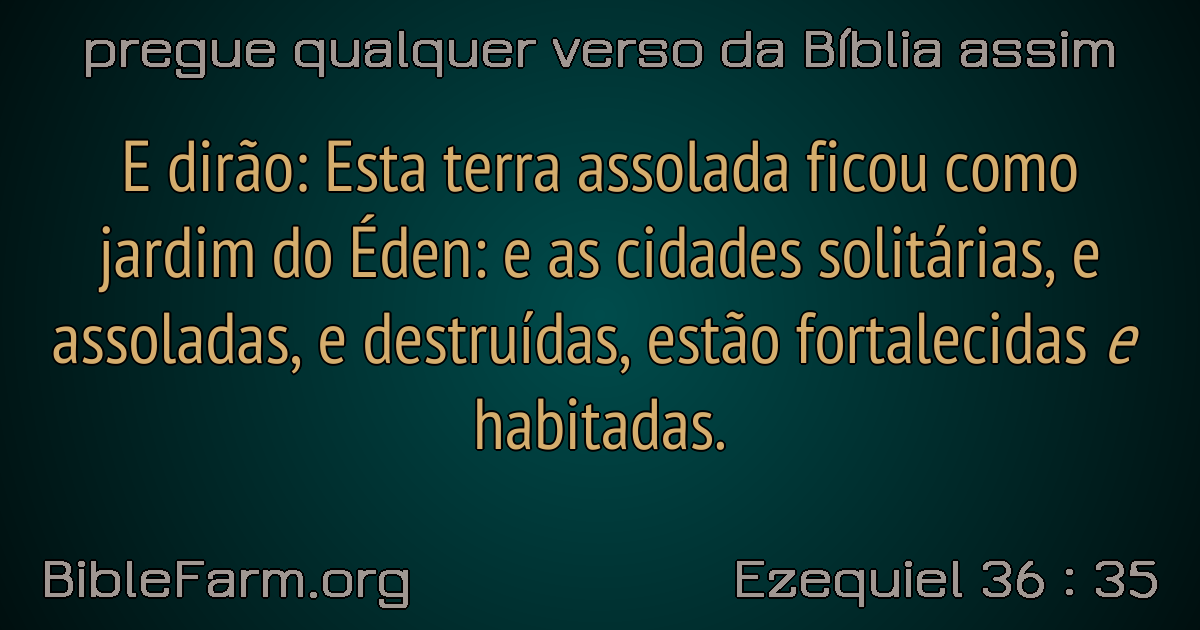 pregue qualquer verso da Bíblia assim
E dirão: Esta terra assolada ficou como
jardim do Éden: e as cidades solitárias, e
assoladas, e destruídas, estão fortalecidas e
habitadas.
BibleFarm.org
Ezequiel 36 : 35